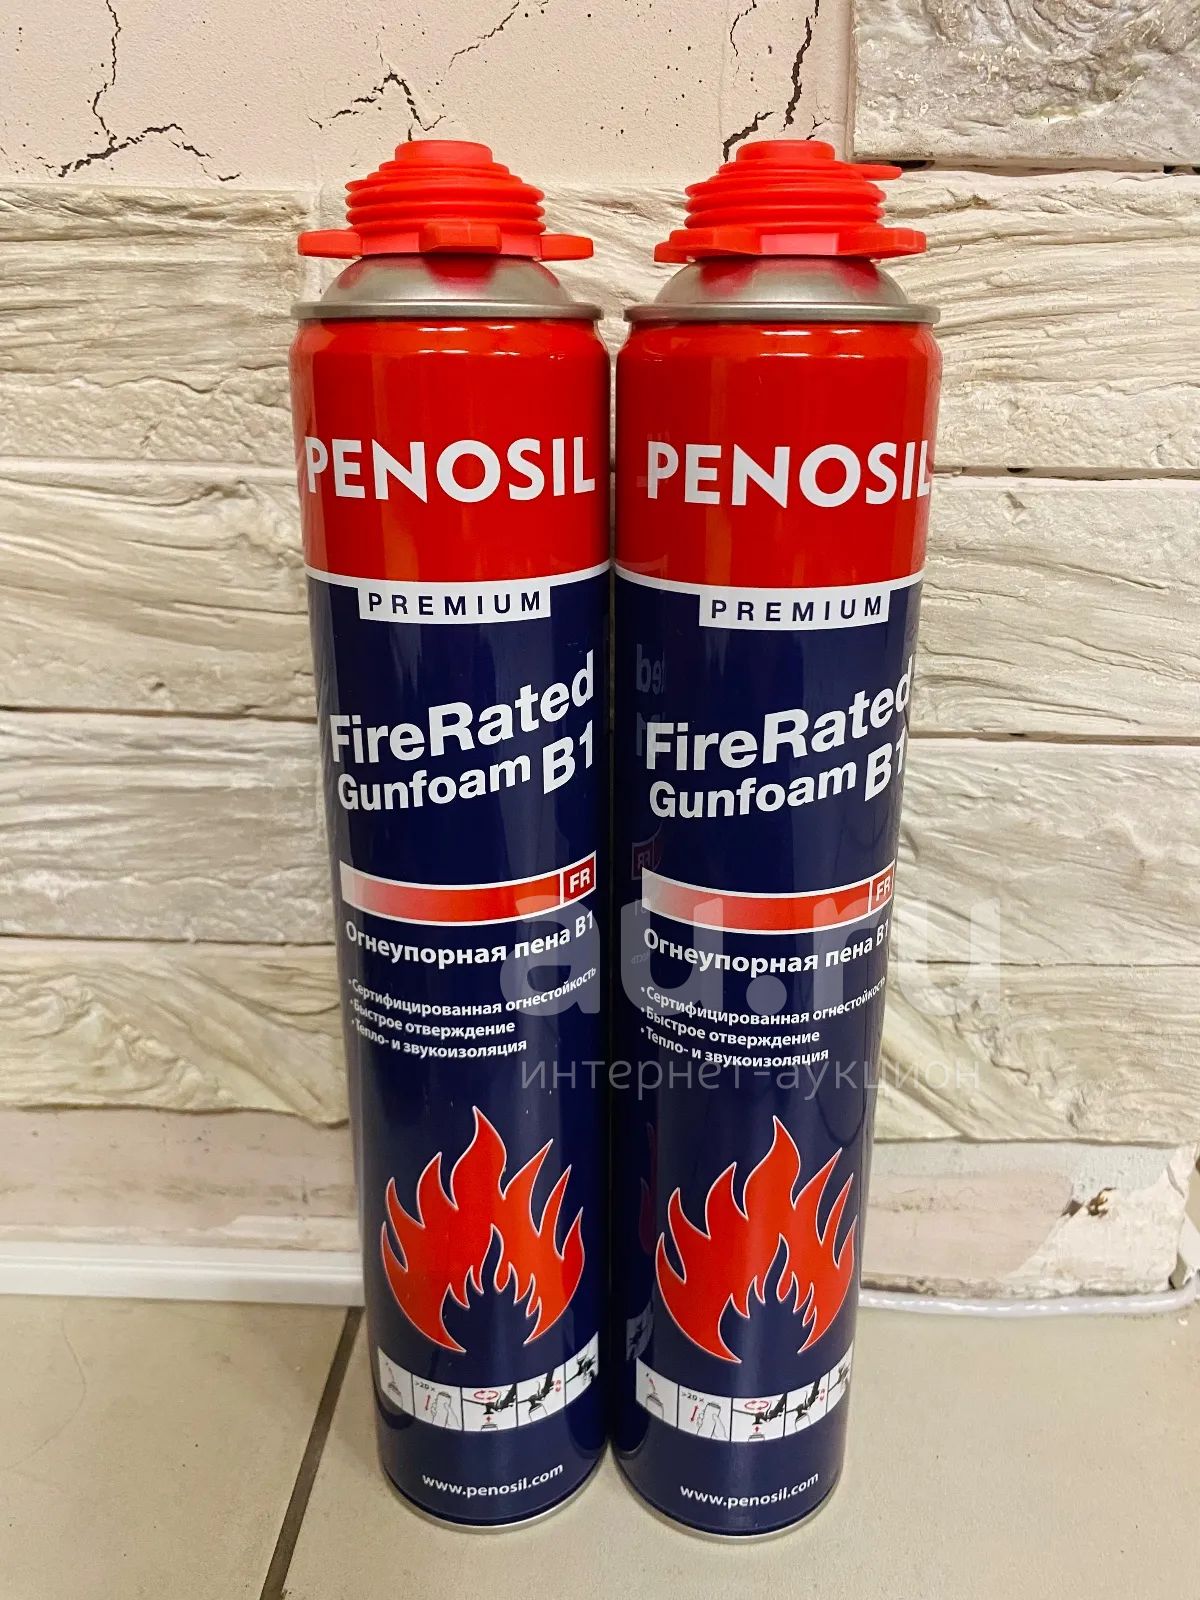 PENOSIL
PREMIUM
FireRated
Gunfoam B1
FR
Огнеупорная пена B1
•Сертифицированная огнестойкость
•Быстрое отверждение
•Тепло- и звукоизоляция
>20×
www.penosil.com
PENOSIL
PREMIUM
FireRated
Gunfoam B1
FR
Огнеупорная пена B1
•Сертифицированная огнестойкость
•Быстрое отверждение
•Тепло- и звукоизоляция
>20×
www.penosil.com
au.ru
интернет-аукцион